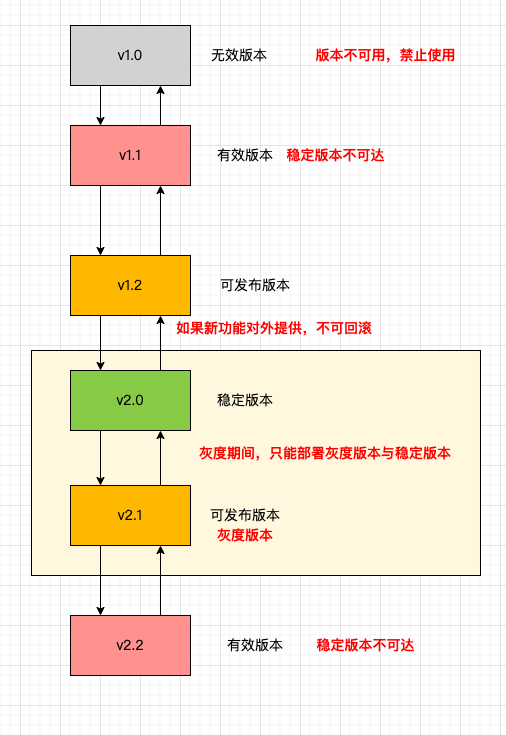 v1.0 无效版本 版本不可用，禁止使用
v1.1 有效版本 稳定版本不可达
v1.2 可发布版本
如果新功能对外提供，不可回滚
v2.0 稳定版本
灰度期间，只能部署灰度版本与稳定版本
v2.1 可发布版本
灰度版本
v2.2 有效版本 稳定版本不可达